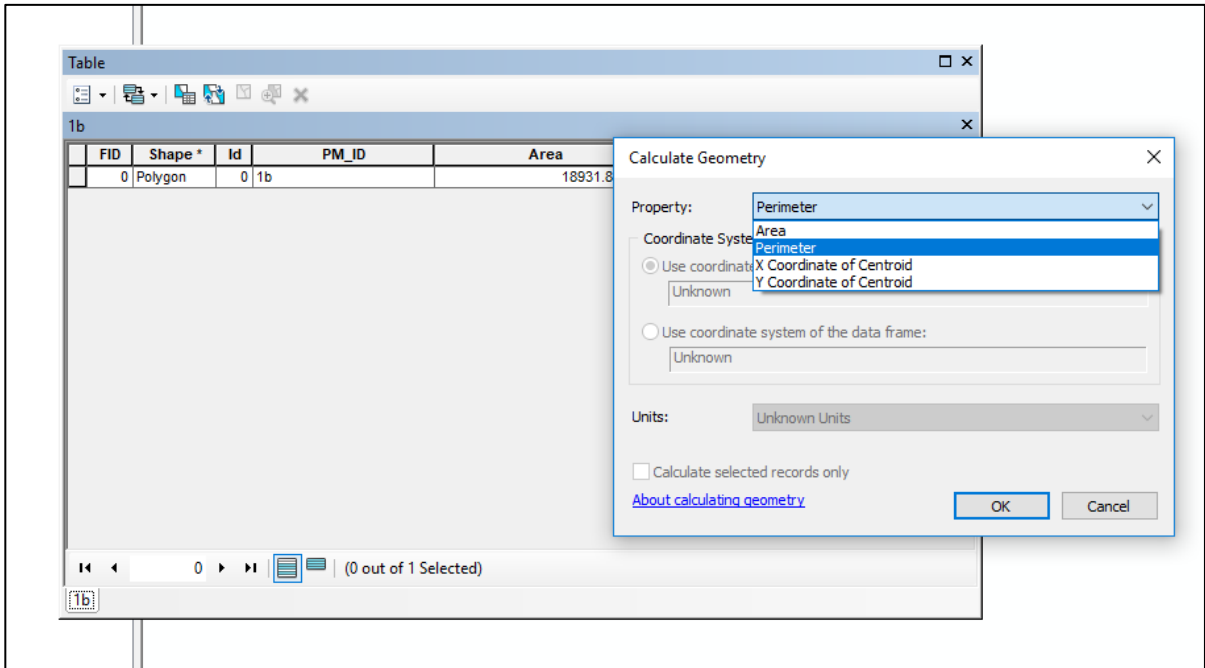 Table
1b
FID Shape * Id PM_ID Area
0 Polygon 0 1b 18931.8
Calculate Geometry
Property: Perimeter
Area
Perimeter
X Coordinate of Centroid
Y Coordinate of Centroid
Coordinate Syste
Use coordinat
Unknown
Use coordinate system of the data frame:
Unknown
Units: Unknown Units
Calculate selected records only
About calculating geometry
OK Cancel
0 (0 out of 1 Selected)
1b